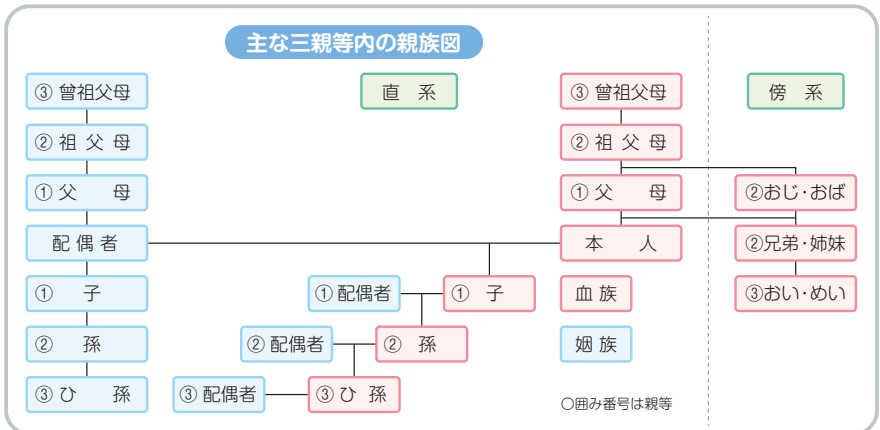 主な三親等内の親族図
③ 曾祖父母
直 系
③ 曾祖父母
傍 系
② 祖 父 母
② 祖 父 母
① 父 母
① 父 母
②おじ・おば
配 偶 者
本 人
②兄弟・姉妹
① 子
① 配偶者
① 子
血 族
③おい・めい
② 孫
② 配偶者
② 孫
姻 族
③ ひ 孫
③ 配偶者
③ ひ 孫
○囲み番号は親等